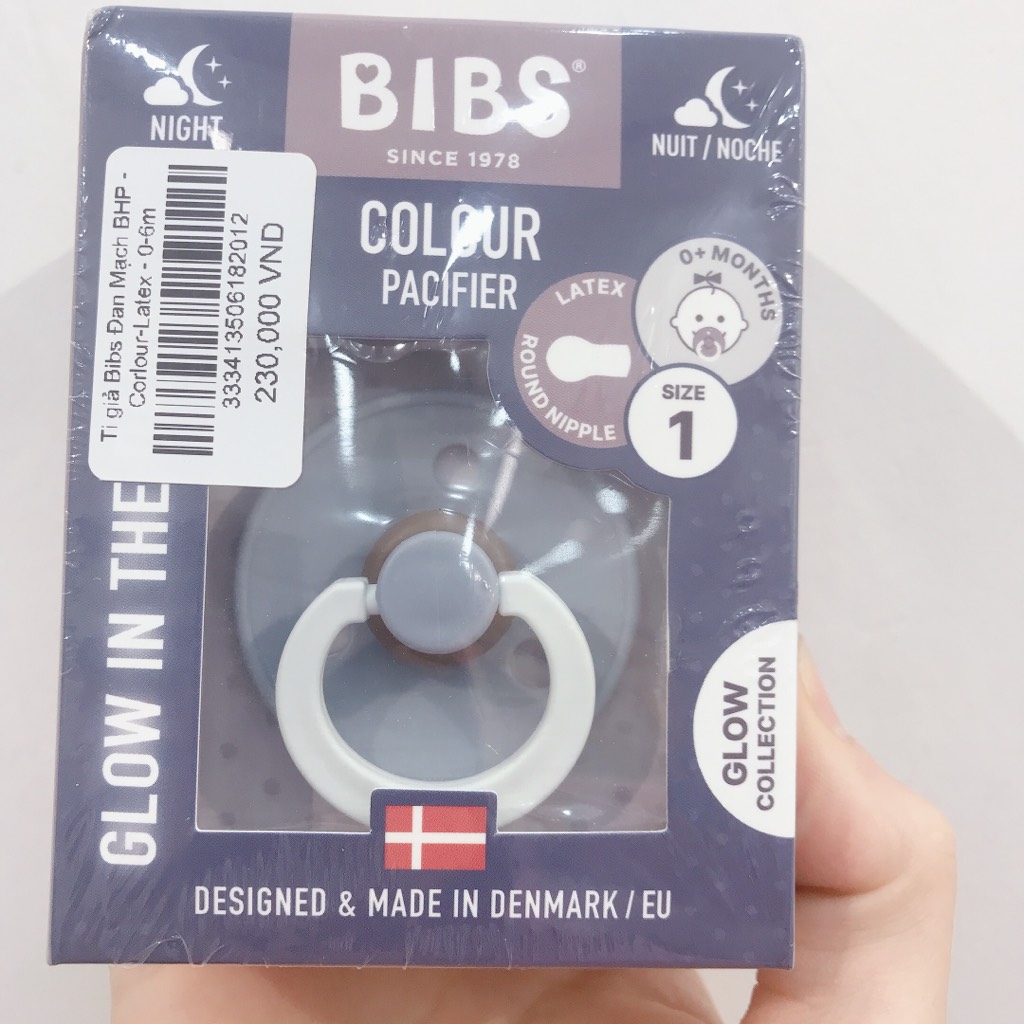 NIGHT
BIBS®
SINCE 1978
NUIT / NOCHE
COLOUR
PACIFIER
Ti giả Bibs Đan Mạch BHP -
Corlour-Latex - 0-6m
333413506182012
230,000 VND
LATEX
ROUND NIPPLE
0+ MONTHS
SIZE
1
GLOW IN THE
GLOW
COLLECTION
DESIGNED & MADE IN DENMARK / EU